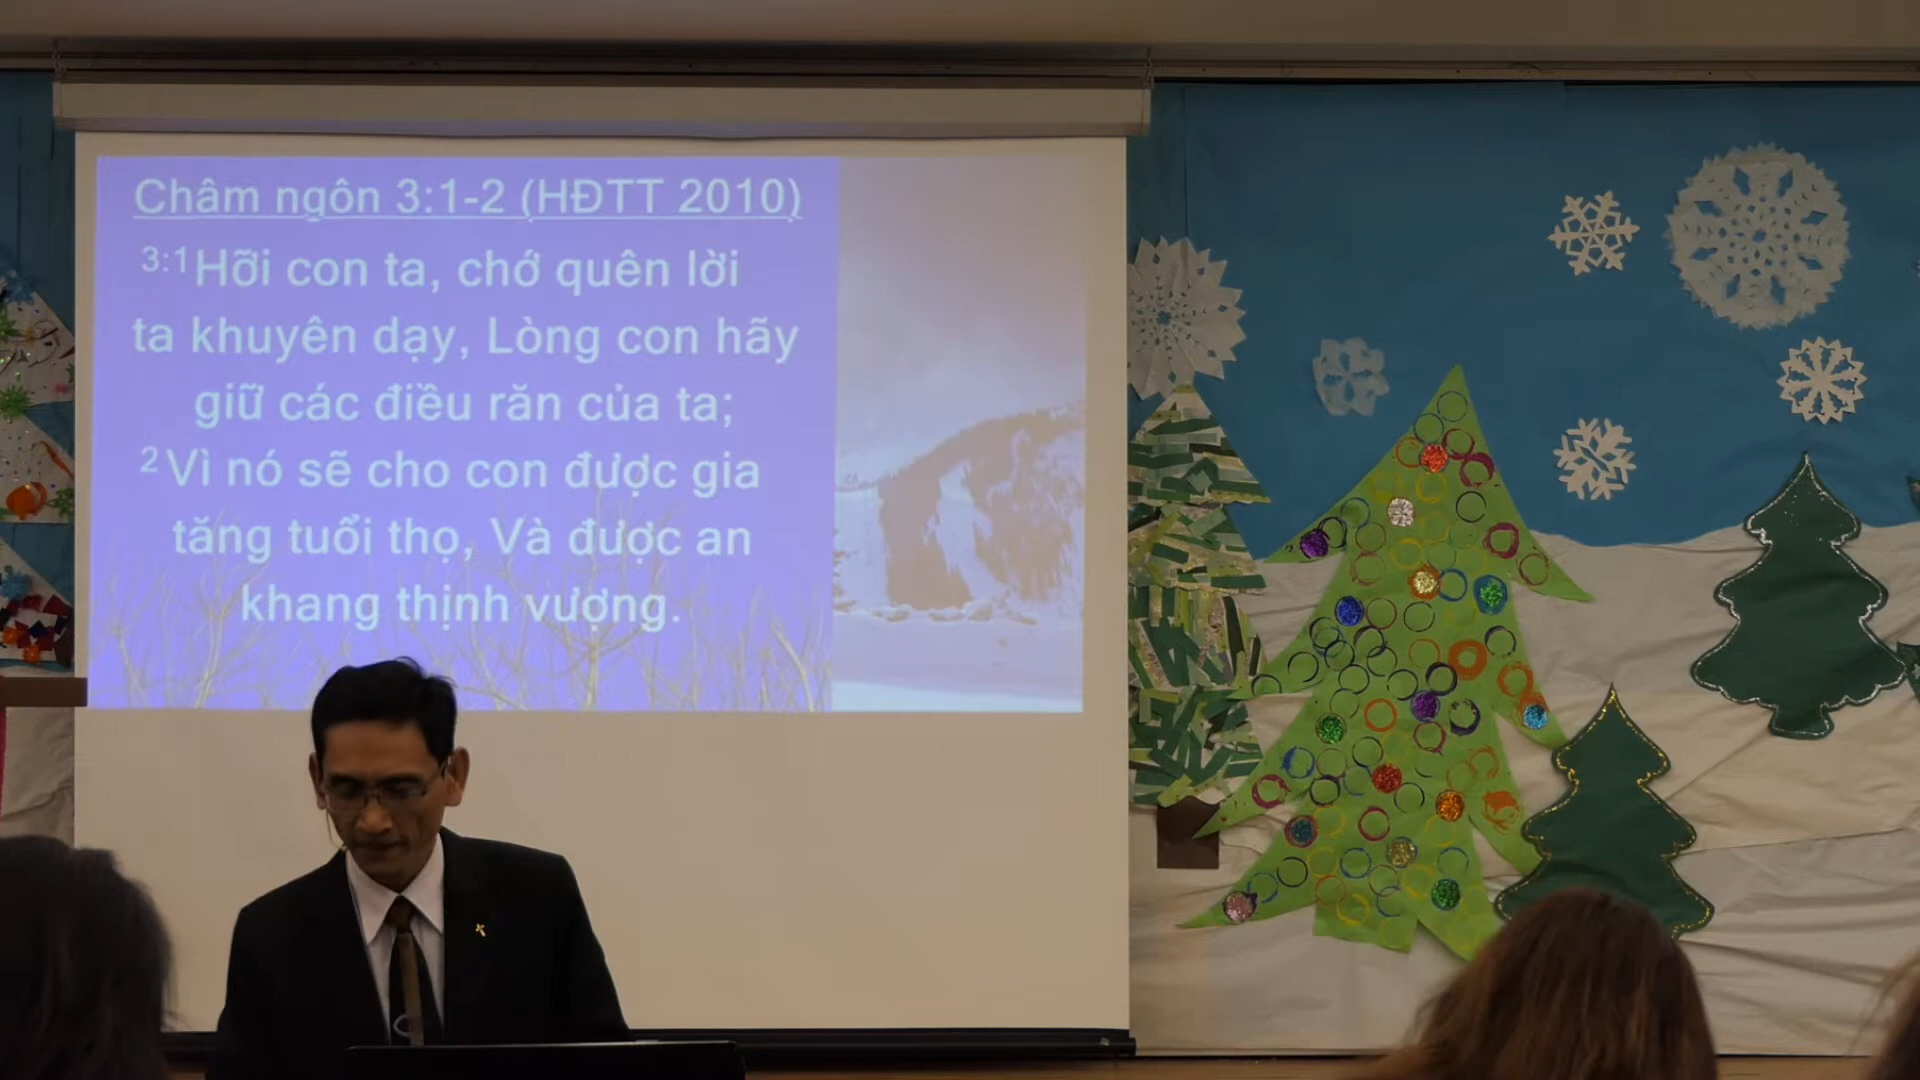 Châm ngôn 3:1-2 (HĐTT 2010)
3:1Hỡi con ta, chớ quên lời
ta khuyên dạy, Lòng con hãy
giữ các điều răn của ta;
2Vì nó sẽ cho con được gia
tăng tuổi thọ, Và được an
khang thịnh vượng.